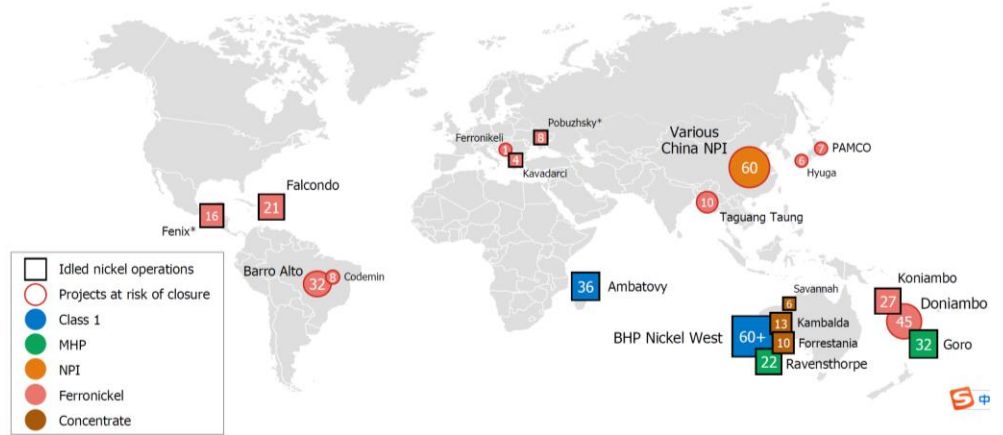 Pobuzhsky*
Ferronikeli
8
1
4
Kavadarci
Various
China NPI
60
7
PAMCO
6
Hyuga
10
Taguang Taung
Falcondo
21
16
Fenix*
Barro Alto
32
8
Codemin
36
Ambatovy
Savannah
6
Koniambo
27
Doniambo
45
13
Kambalda
BHP Nickel West
60+
10
Forrestania
32
Goro
22
Ravensthorpe
Idled nickel operations
Projects at risk of closure
Class 1
MHP
NPI
Ferronickel
Concentrate
S 中